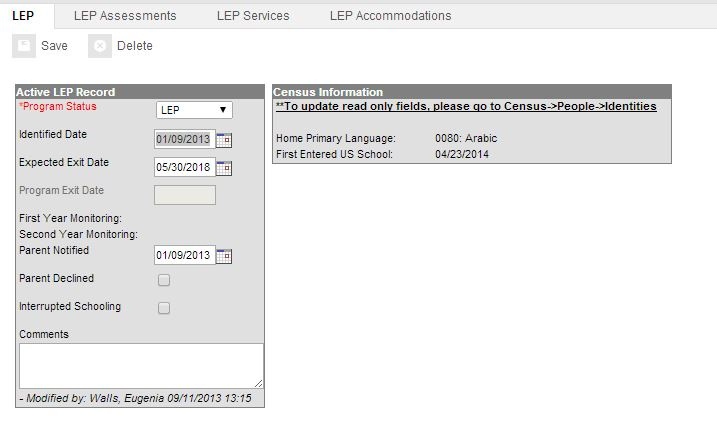 LEP LEP Assessments LEP Services LEP Accommodations
Save Delete
Active LEP Record
*Program Status LEP
Identified Date 01/09/2013
Expected Exit Date 05/30/2018
Program Exit Date
First Year Monitoring:
Second Year Monitoring:
Parent Notified 01/09/2013
Parent Declined
Interrupted Schooling
Comments
- Modified by: Walls, Eugenia 09/11/2013 13:15
Census Information
**To update read only fields, please go to Census->People->Identities
Home Primary Language: 0080: Arabic
First Entered US School: 04/23/2014